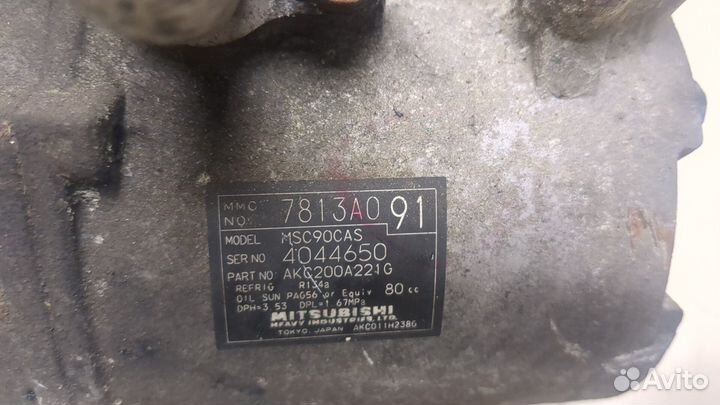 MMC NO. 7813A091
MODEL MSC90CAS
SER NO 4044650
PART NO AKC200A221G
REFRIG R134a
OIL SUN PAG56 or Equiv 80 cc
DPH=3 53 DPL=1 67MPa
MITSUBISHI
HEAVY INDUSTRIES, LTD.
TOKYO, JAPAN AKC011H238G
Avito